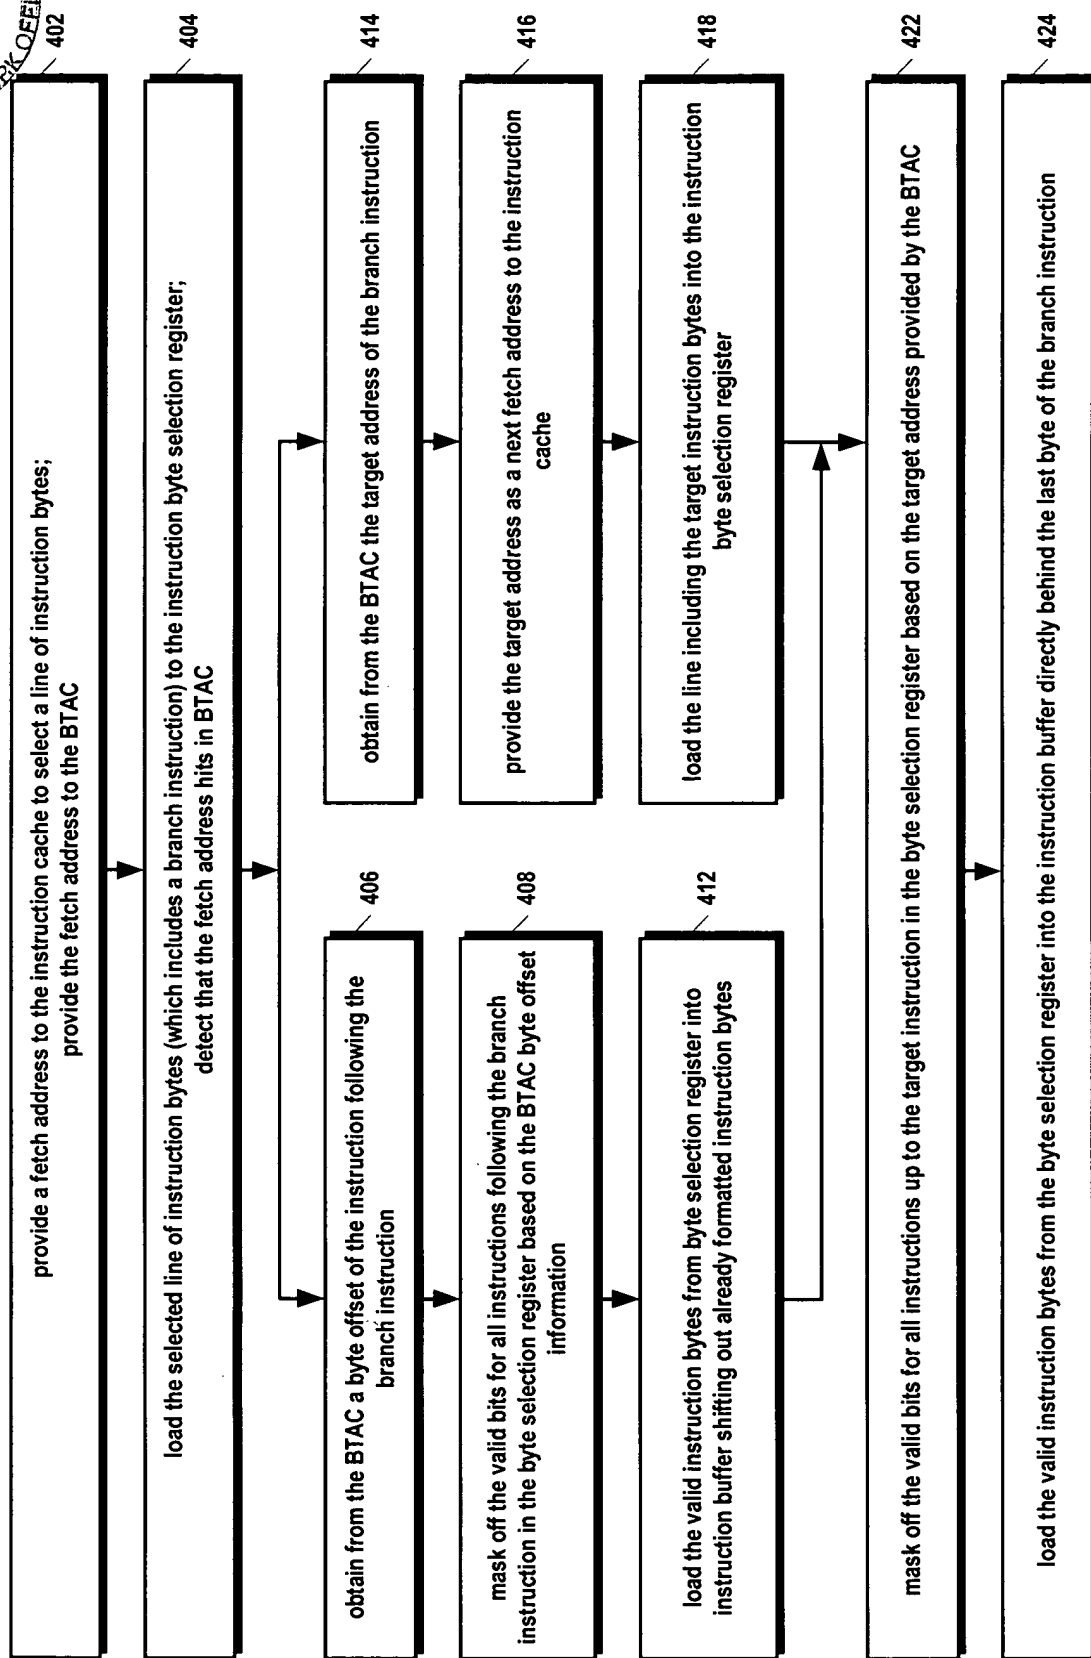 402
provide a fetch address to the instruction cache to select a line of instruction bytes;
provide the fetch address to the BTAC
404
load the selected line of instruction bytes (which includes a branch instruction) to the instruction byte selection register;
detect that the fetch address hits in BTAC
406
obtain from the BTAC a byte offset of the instruction following the
branch instruction
408
mask off the valid bits for all instructions following the branch
instruction in the byte selection register based on the BTAC byte offset
information
412
load the valid instruction bytes from byte selection register into
instruction buffer shifting out already formatted instruction bytes
414
obtain from the BTAC the target address of the branch instruction
416
provide the target address as a next fetch address to the instruction
cache
418
load the line including the target instruction bytes into the instruction
byte selection register
422
mask off the valid bits for all instructions up to the target instruction in the byte selection register based on the target address provided by the BTAC
424
load the valid instruction bytes from the byte selection register into the instruction buffer directly behind the last byte of the branch instruction